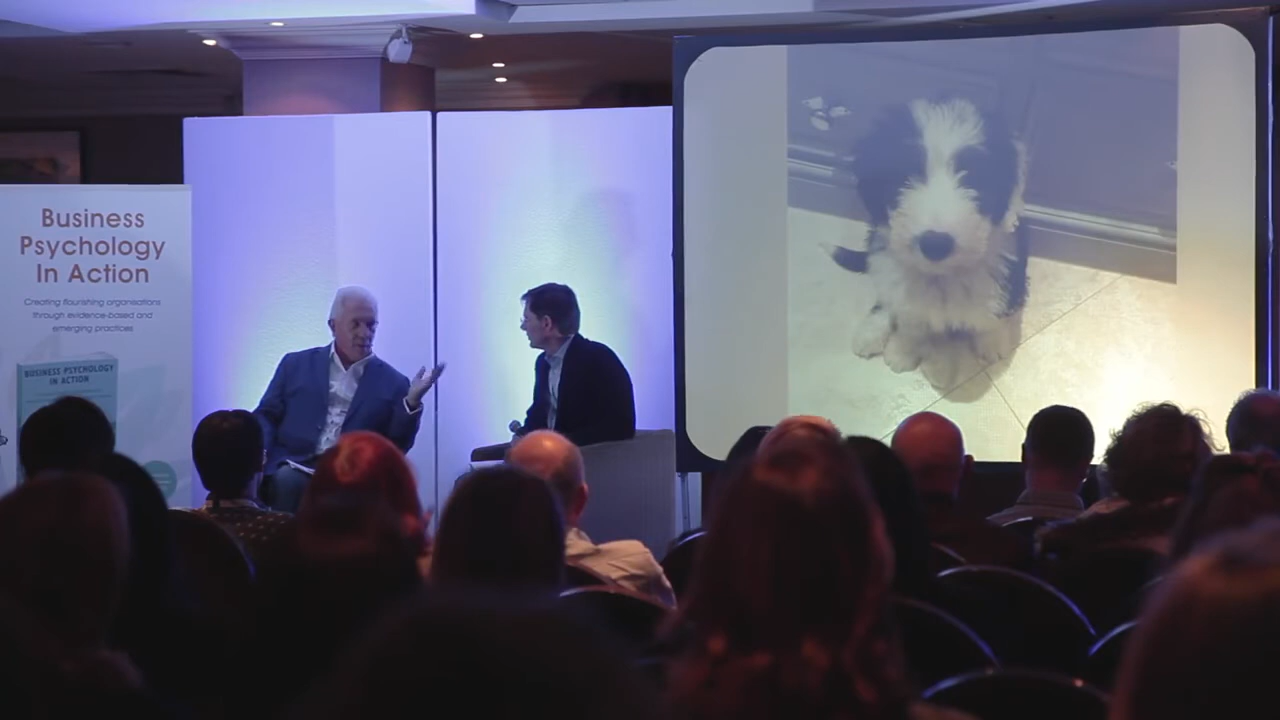 Business
Psychology
In Action
Creating flourishing organisations
through evidence-based and
emerging practices
BUSINESS PSYCHOLOGY
IN ACTION